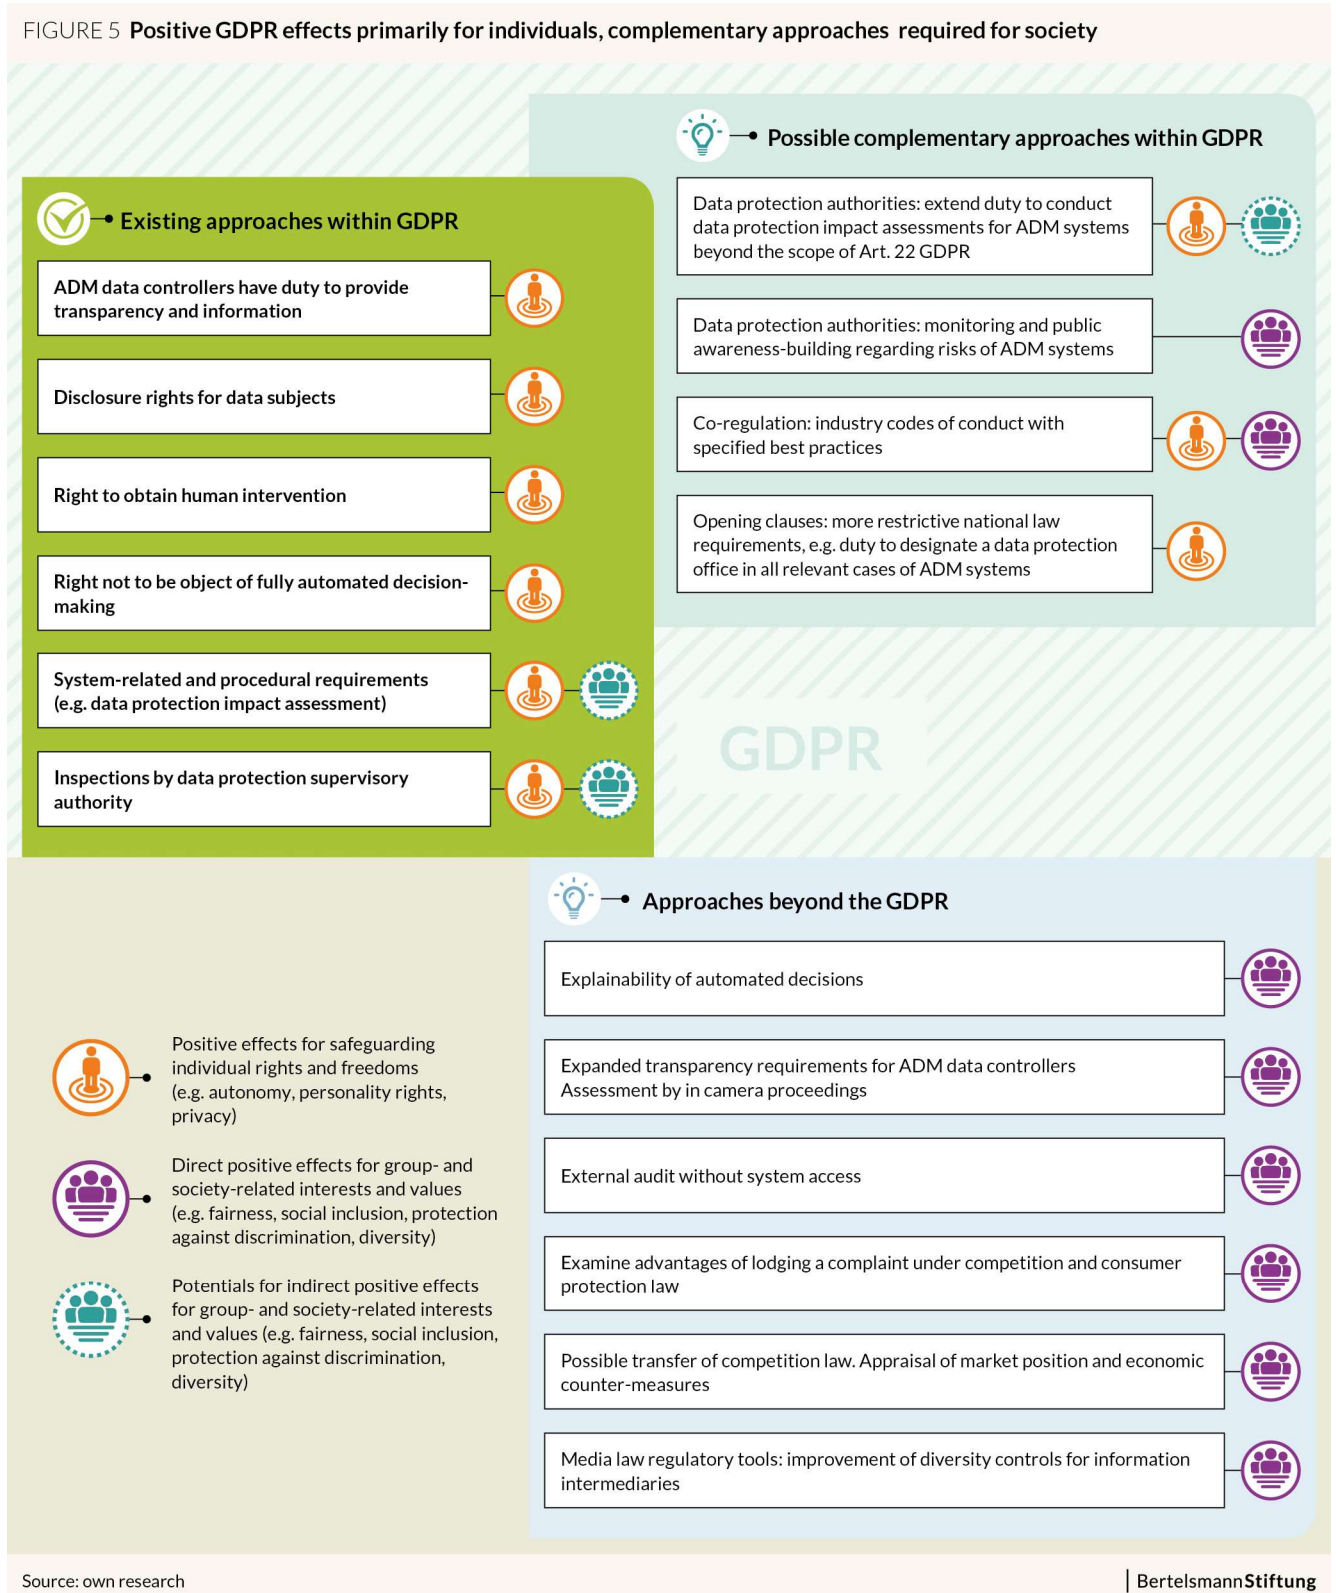 FIGURE 5 Positive GDPR effects primarily for individuals, complementary approaches required for society
Existing approaches within GDPR
ADM data controllers have duty to provide
transparency and information
Disclosure rights for data subjects
Right to obtain human intervention
Right not to be object of fully automated decision-
making
System-related and procedural requirements
(e.g. data protection impact assessment)
Inspections by data protection supervisory
authority
Possible complementary approaches within GDPR
Data protection authorities: extend duty to conduct
data protection impact assessments for ADM systems
beyond the scope of Art. 22 GDPR
Data protection authorities: monitoring and public
awareness-building regarding risks of ADM systems
Co-regulation: industry codes of conduct with
specified best practices
Opening clauses: more restrictive national law
requirements, e.g. duty to designate a data protection
office in all relevant cases of ADM systems
GDPR
Approaches beyond the GDPR
Explainability of automated decisions
Expanded transparency requirements for ADM data controllers
Assessment by in camera proceedings
External audit without system access
Examine advantages of lodging a complaint under competition and consumer
protection law
Possible transfer of competition law. Appraisal of market position and economic
counter-measures
Media law regulatory tools: improvement of diversity controls for information
intermediaries
Positive effects for safeguarding
individual rights and freedoms
(e.g. autonomy, personality rights,
privacy)
Direct positive effects for group- and
society-related interests and values
(e.g. fairness, social inclusion, protection
against discrimination, diversity)
Potentials for indirect positive effects
for group- and society-related interests
and values (e.g. fairness, social inclusion,
protection against discrimination,
diversity)
Source: own research
BertelsmannStiftung